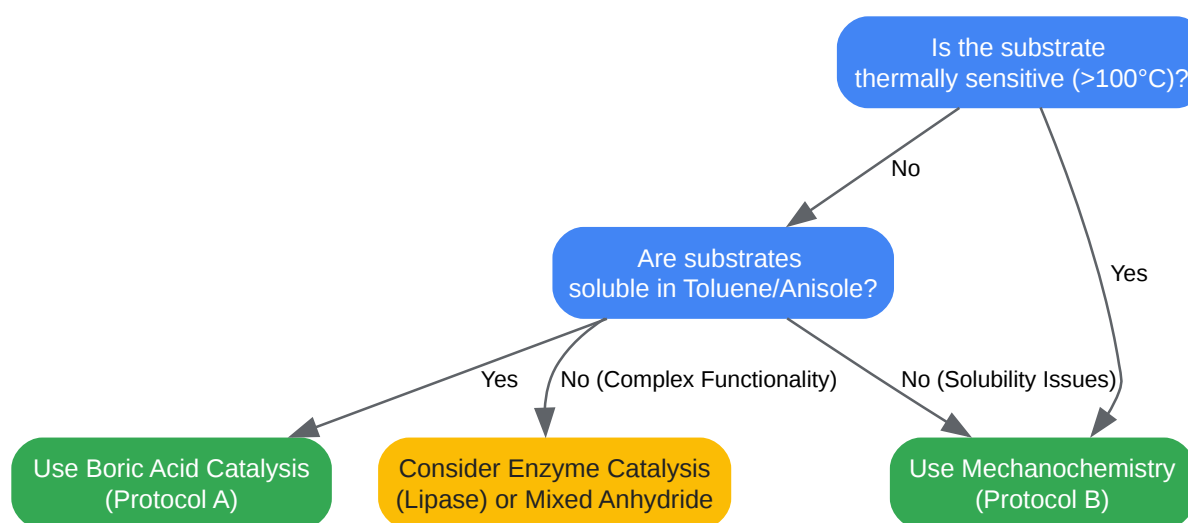 Is the substrate
thermally sensitive (>100°C)?
No
Are substrates
soluble in Toluene/Anisole?
Yes
Yes
No (Complex Functionality)
No (Solubility Issues)
Use Boric Acid Catalysis
(Protocol A)
Consider Enzyme Catalysis
(Lipase) or Mixed Anhydride
Use Mechanochemistry
(Protocol B)